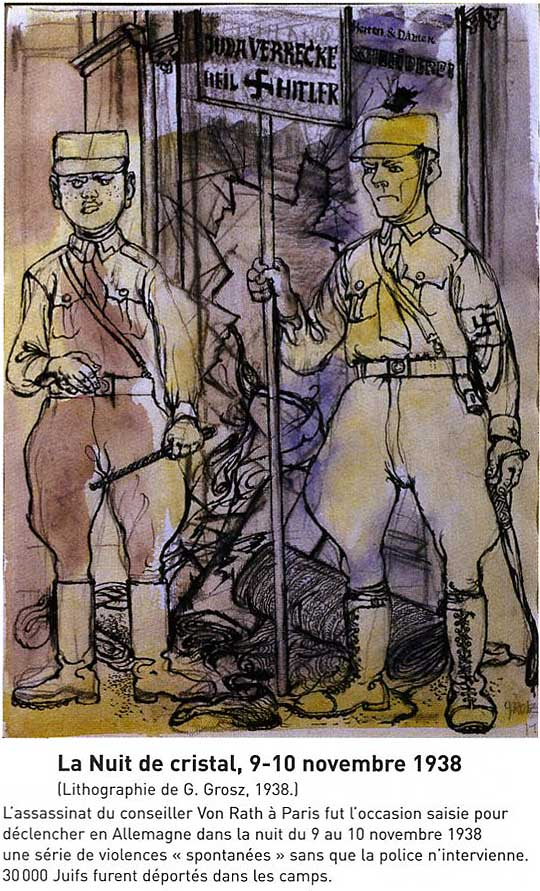 JUDA VERRECKE
HEIL HITLER
Herren & Damen
La Nuit de cristal, 9-10 novembre 1938
(Lithographie de G. Grosz, 1938.)
L'assassinat du conseiller Von Rath à Paris fut l'occasion saisie pour
déclencher en Allemagne dans la nuit du 9 au 10 novembre 1938
une série de violences « spontanées » sans que la police n'intervienne.
30 000 Juifs furent déportés dans les camps.